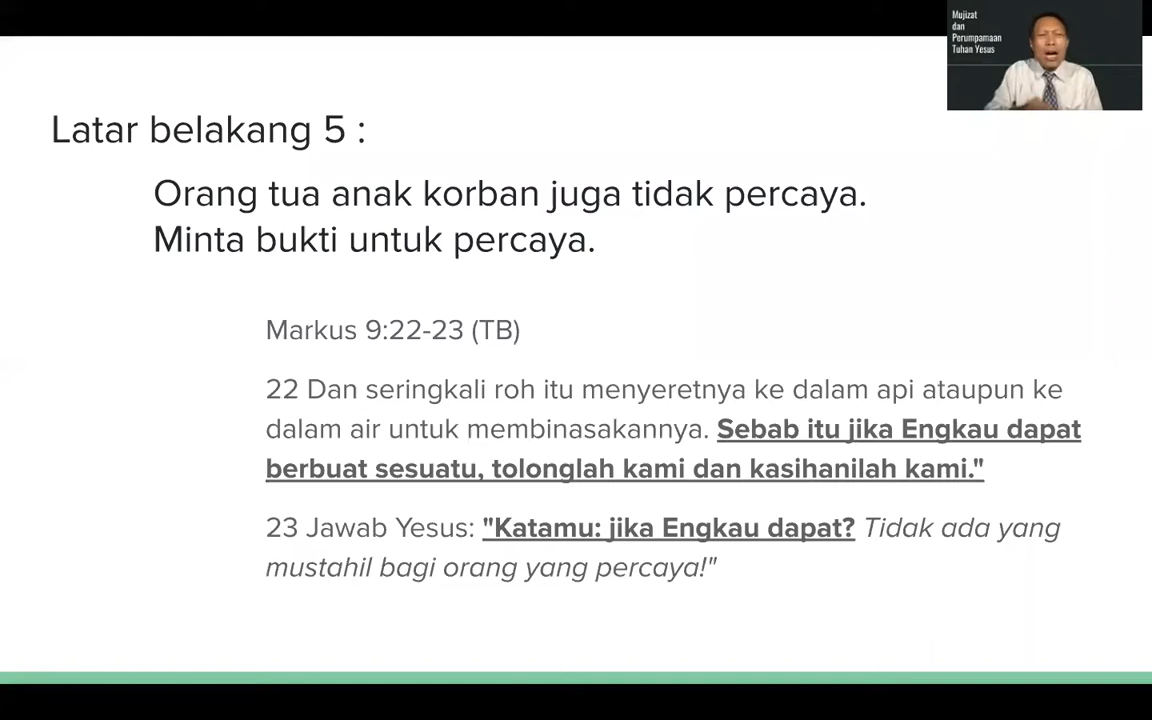 Mujizat
dan
Perumpamaan
Tuhan Yesus
Latar belakang 5 :
Orang tua anak korban juga tidak percaya.
Minta bukti untuk percaya.
Markus 9:22-23 (TB)
22 Dan seringkali roh itu menyeretnya ke dalam api ataupun ke
dalam air untuk membinasakannya. Sebab itu jika Engkau dapat
berbuat sesuatu, tolonglah kami dan kasihanilah kami."
23 Jawab Yesus: "Katamu: jika Engkau dapat? Tidak ada yang
mustahil bagi orang yang percaya!"